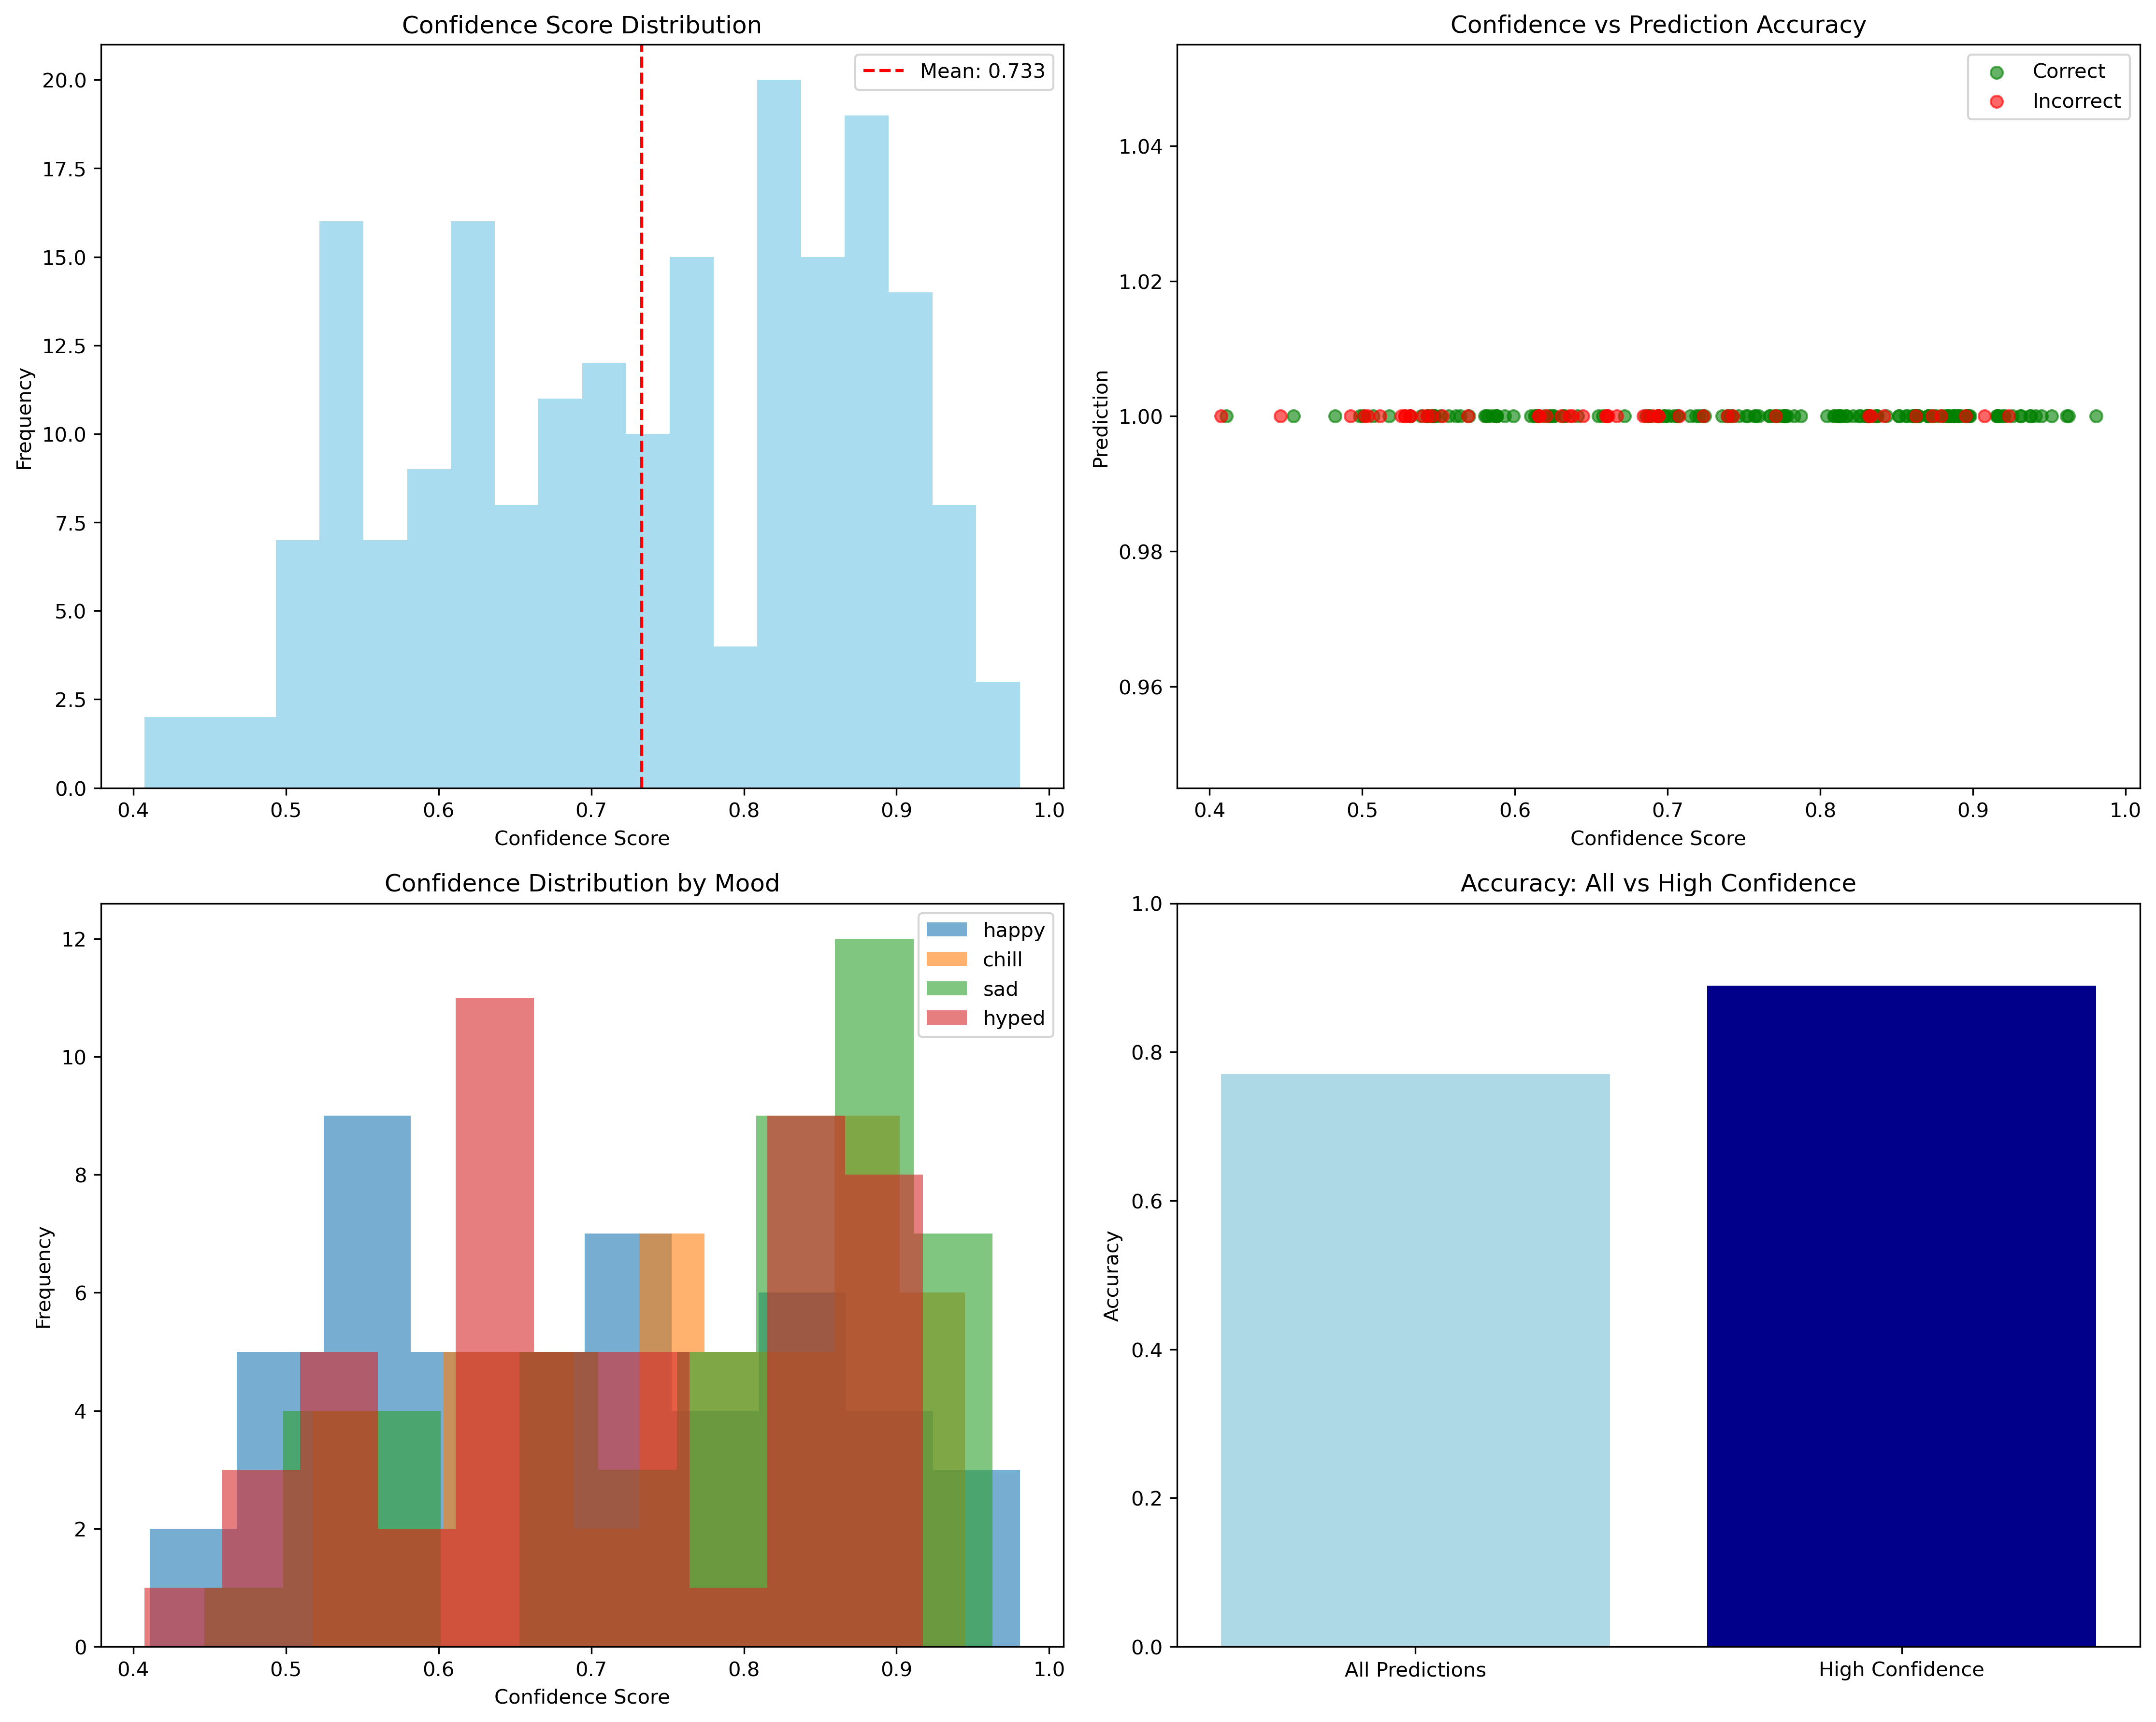 Confidence Score Distribution
20.0
17.5
15.0
12.5
10.0
7.5
5.0
2.5
0.0
Frequency
Mean: 0.733
0.4 0.5 0.6 0.7 0.8 0.9 1.0
Confidence Score
Confidence vs Prediction Accuracy
1.04
1.02
1.00
0.98
0.96
Prediction
Correct
Incorrect
0.4 0.5 0.6 0.7 0.8 0.9 1.0
Confidence Score
Confidence Distribution by Mood
12
10
8
6
4
2
0
Frequency
happy
chill
sad
hyped
0.4 0.5 0.6 0.7 0.8 0.9 1.0
Confidence Score
Accuracy: All vs High Confidence
1.0
0.8
0.6
0.4
0.2
0.0
Accuracy
All Predictions High Confidence